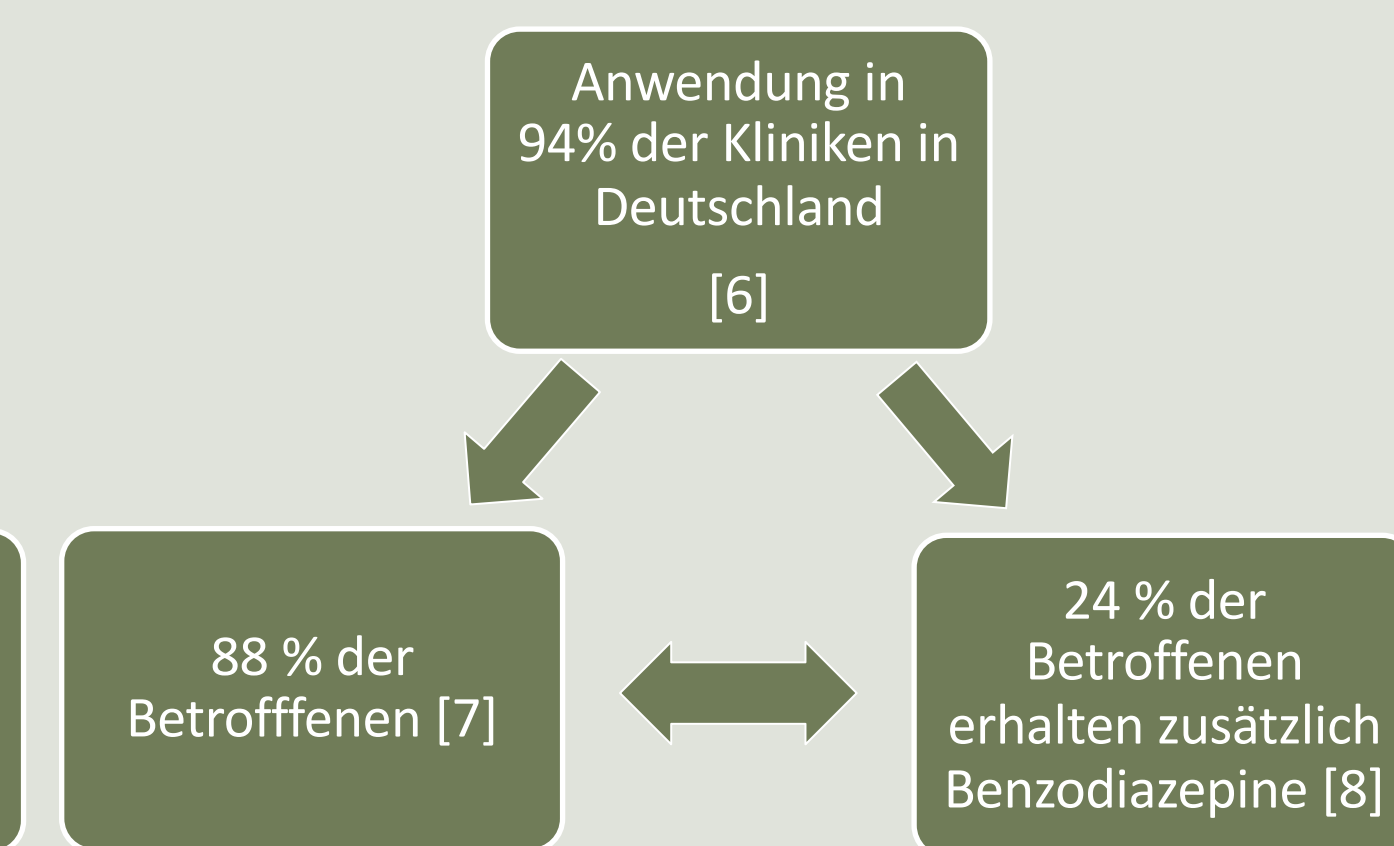 Anwendung in
94% der Kliniken in
Deutschland
[6]
88 % der
Betrofffenen [7]
24 % der
Betroffenen
erhalten zusätzlich
Benzodiazepine [8]